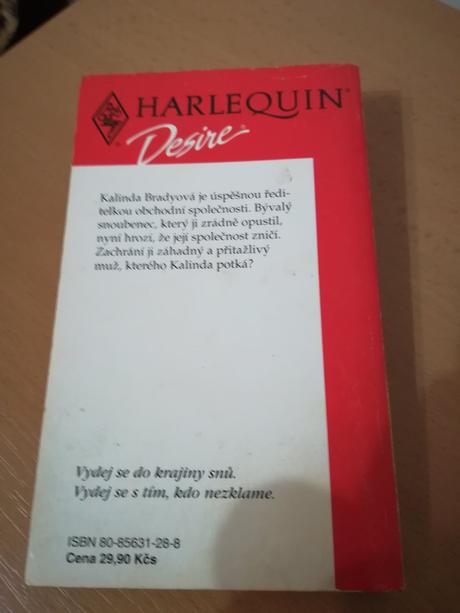 HARLEQUIN®
Desire®
Kalinda Bradyová je úspěšnou ředi-
telkou obchodní společnosti. Bývalý
snoubenec, který ji zrádně opustil,
nyní hrozí, že její společnost zničí.
Zachrání ji záhadný a přitažlivý
muž, kterého Kalinda potká?
Vydej se do krajiny snů.
Vydej se s tím, kdo nezklame.
ISBN 80-85631-28-8
Cena 29,90 Kčs